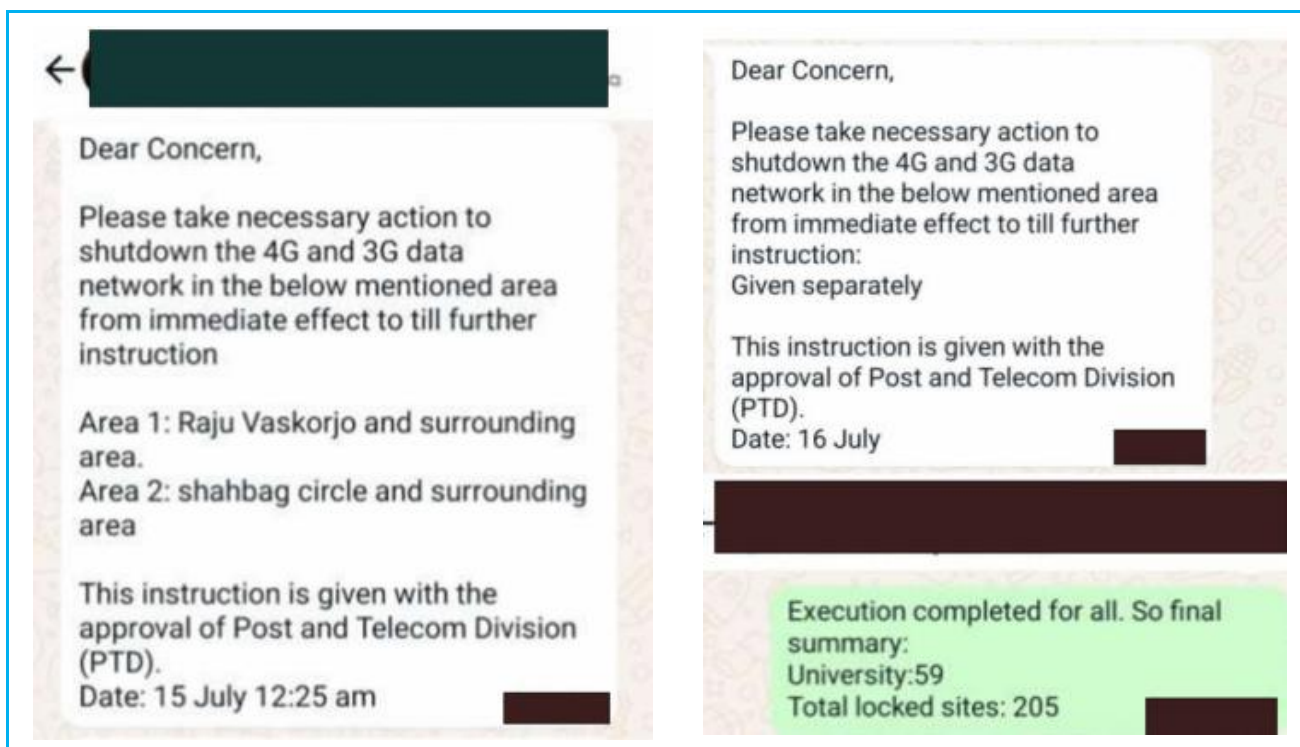 Dear Concern,
Please take necessary action to
shutdown the 4G and 3G data
network in the below mentioned area
from immediate effect to till further
instruction
Area 1: Raju Vaskorjo and surrounding
area.
Area 2: shahbag circle and surrounding
area
This instruction is given with the
approval of Post and Telecom Division
(PTD).
Date: 15 July 12:25 am
Dear Concern,
Please take necessary action to
shutdown the 4G and 3G data
network in the below mentioned area
from immediate effect to till further
instruction:
Given separately
This instruction is given with the
approval of Post and Telecom Division
(PTD).
Date: 16 July
Execution completed for all. So final
summary:
University:59
Total locked sites: 205